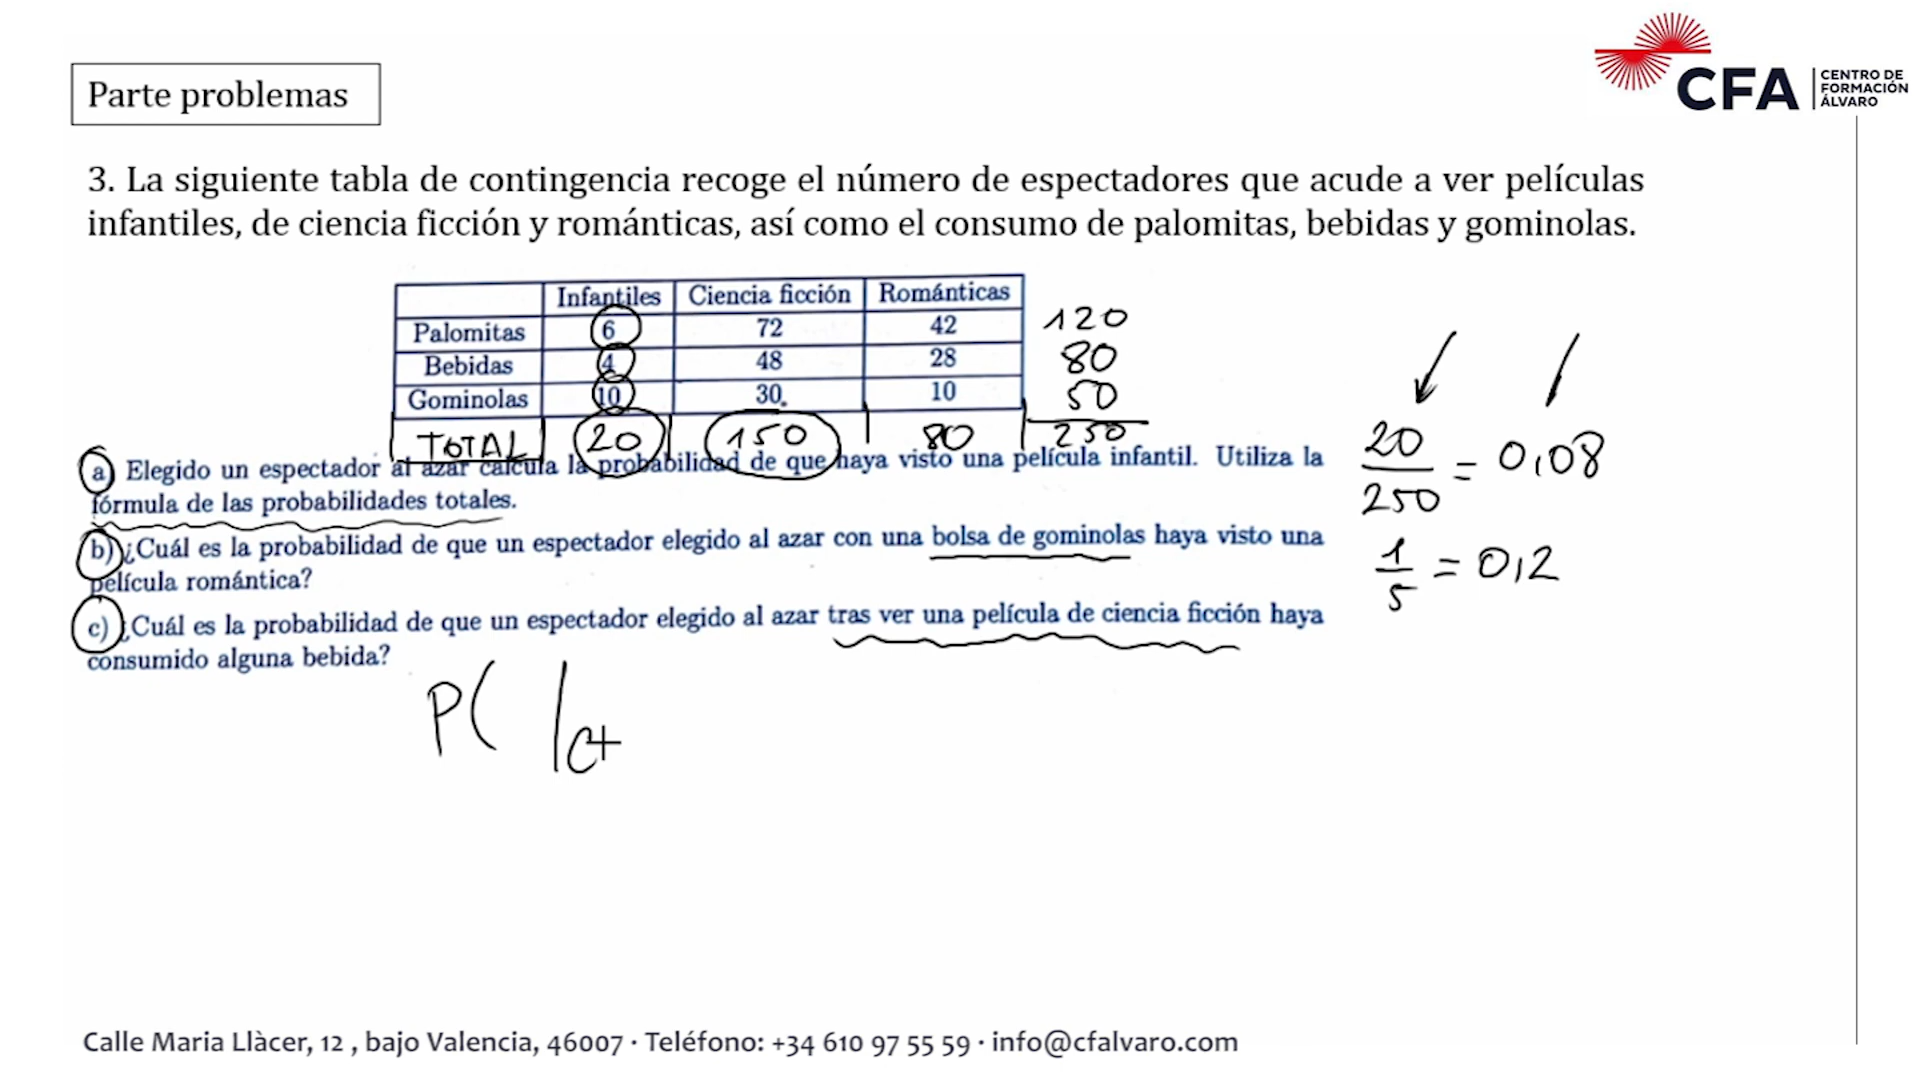 CFA CENTRO DE
FORMACIÓN
ÁLVARO
Parte problemas
3. La siguiente tabla de contingencia recoge el número de espectadores que acude a ver películas
infantiles, de ciencia ficción y románticas, así como el consumo de palomitas, bebidas y gominolas.
Infantiles Ciencia ficción Románticas
Palomitas 6 72 42 120
Bebidas 4 48 28 80
Gominolas 10 30 10 50
TOTAL 20 150 80 250
a) Elegido un espectador al azar calcula la probabilidad de que haya visto una película infantil. Utiliza la
fórmula de las probabilidades totales.
20/250 = 0,08
b) ¿Cuál es la probabilidad de que un espectador elegido al azar con una bolsa de gominolas haya visto una
película romántica?
1/5 = 0,2
c) ¿Cuál es la probabilidad de que un espectador elegido al azar tras ver una película de ciencia ficción haya
consumido alguna bebida?
P( /
Calle Maria Llàcer, 12 , bajo Valencia, 46007 · Teléfono: +34 610 97 55 59 · info@cfalvaro.com